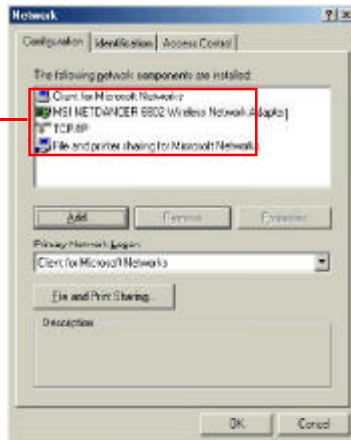 Network
Configuration Identification Access Control
The following network components are installed:
Client for Microsoft Networks
MSI NETDANCER 6802 Wireless Network Adapter
TCP/IP
File and printer sharing for Microsoft Networks
Add... Remove Properties
Primary Network Logon:
Client for Microsoft Networks
File and Print Sharing...
Description
OK Cancel